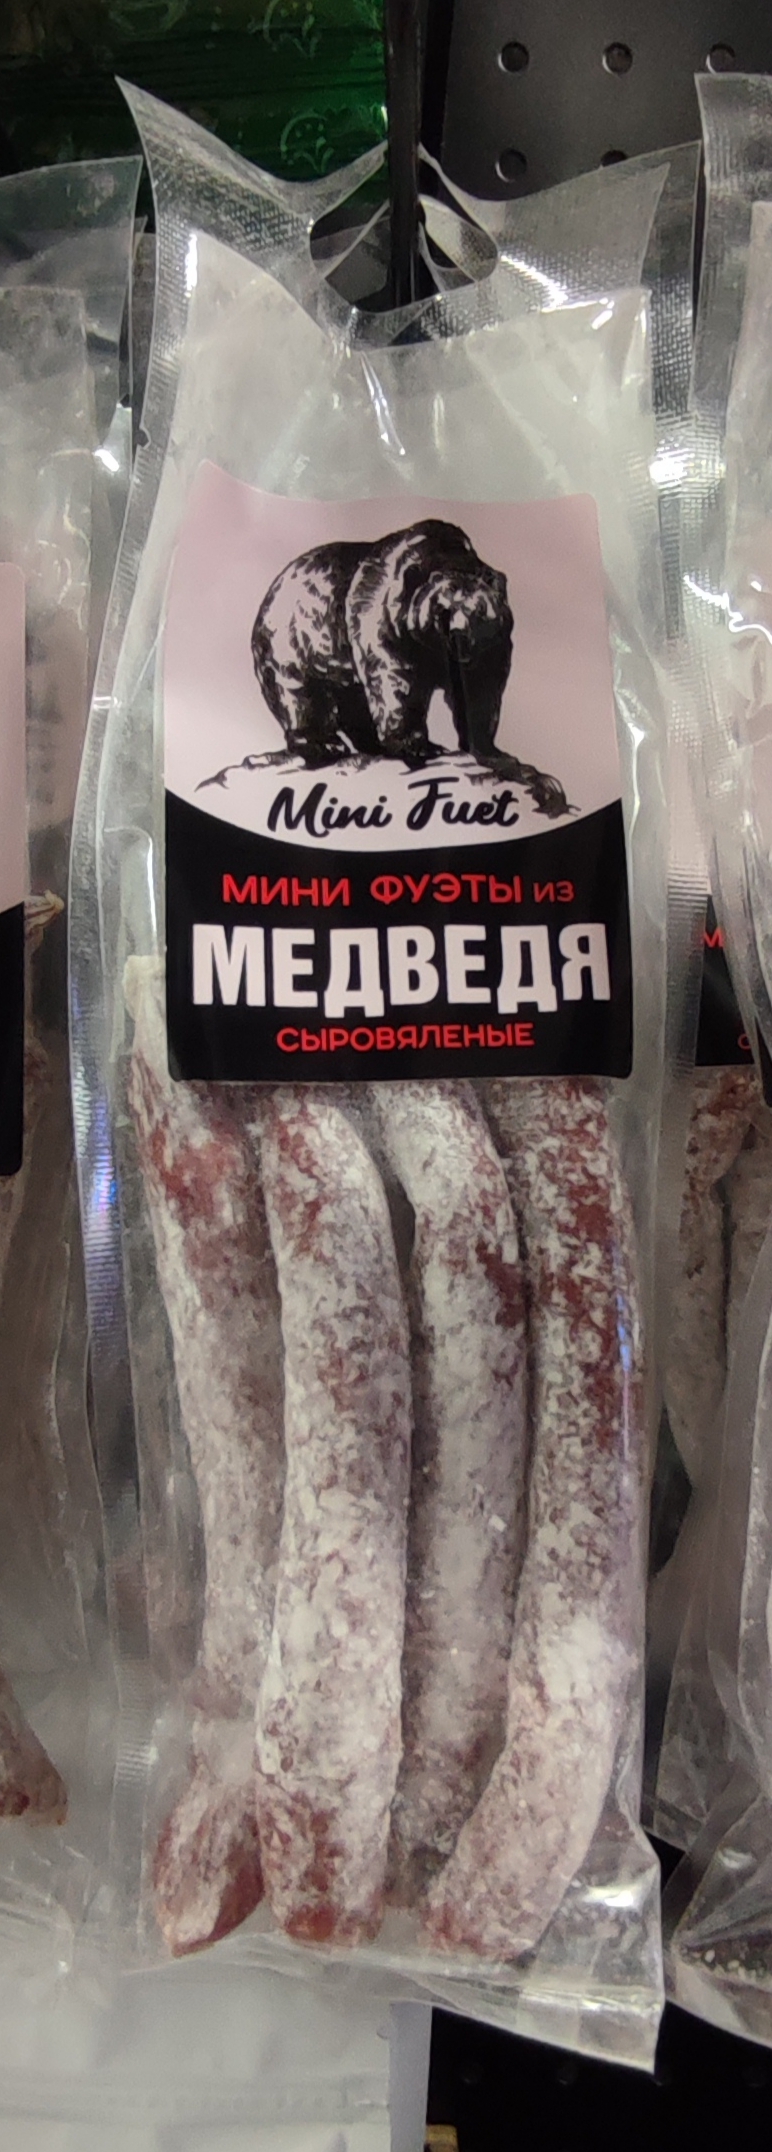 Mini Fuet
МИНИ ФУЭТЫ ИЗ
МЕДВЕДЯ
СЫРОВЯЛЕНЫЕ
М
С